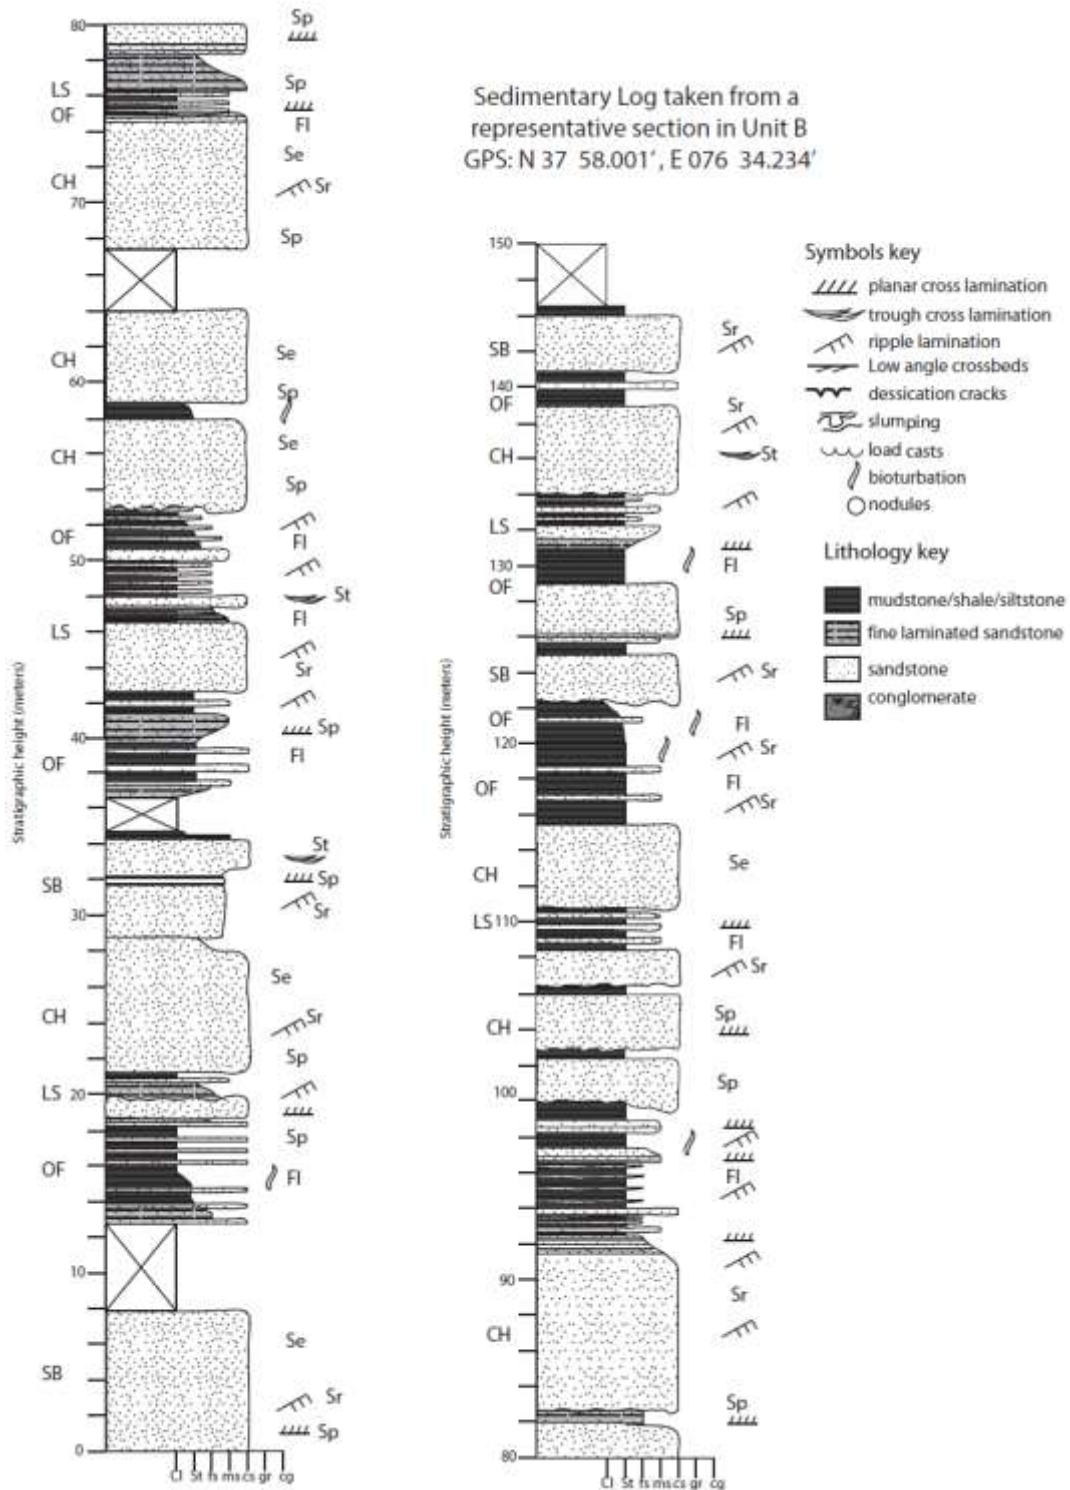 Sedimentary Log taken from a
representative section in Unit B
GPS: N 37 58.001', E 076 34.234'
Stratigraphic height (meters)
80
Sp
LS
Sp
OF
Fl
Se
CH
Sr
70
Sp
CH
Se
60
Sp
Se
CH
Sp
OF
Fl
50
St
Fl
LS
Sr
Sp
40
OF
Fl
St
SB
Sp
30
Sr
Se
CH
Sr
Sp
LS
20
Sp
OF
Fl
10
Se
SB
Sr
Sp
0
Cl St fs ms cs gr cg
Stratigraphic height (meters)
150
Sr
SB
140
OF
Sr
CH
St
LS
130
Fl
OF
Sp
SB
Sr
OF
Fl
120
Sr
OF
Fl
Sr
Se
CH
LS
110
Fl
Sr
Sp
CH
Sp
100
Fl
90
Sr
CH
Sp
80
Cl St fs ms cs gr cg
Symbols key
planar cross lamination
trough cross lamination
ripple lamination
Low angle crossbeds
dessication cracks
slumping
load casts
bioturbation
nodules
Lithology key
mudstone/shale/siltstone
fine laminated sandstone
sandstone
conglomerate